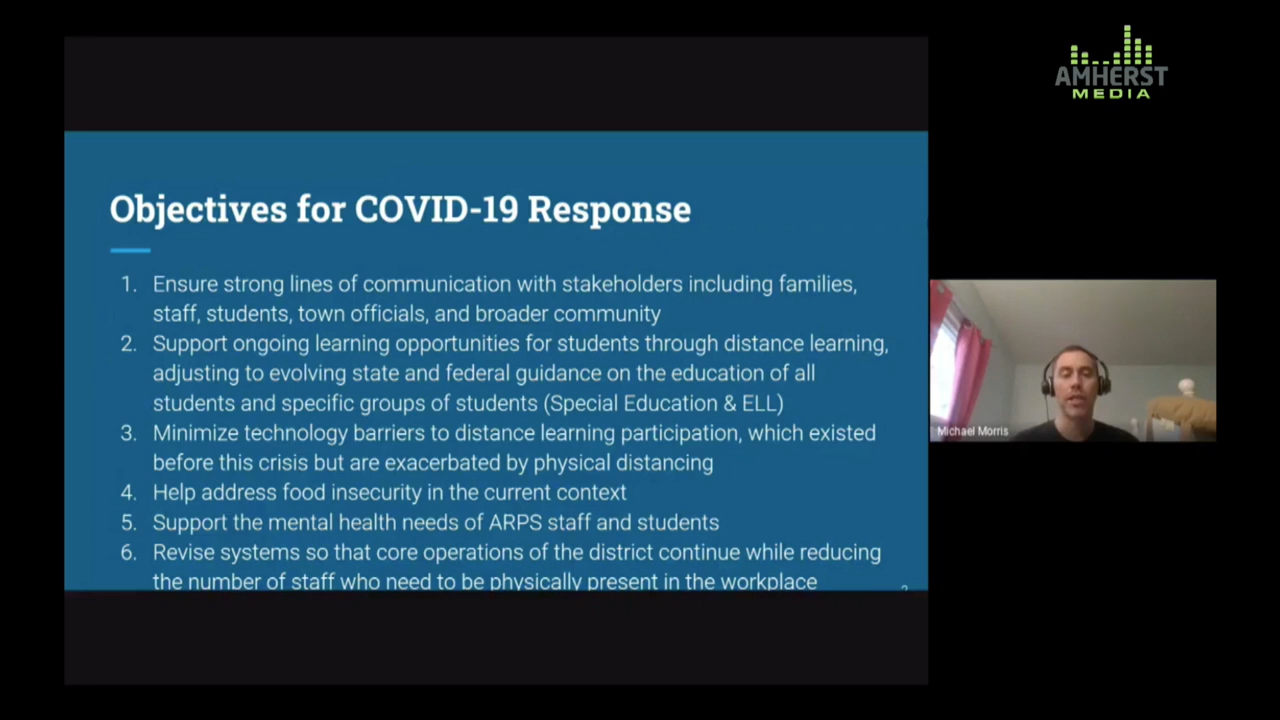 AMHERST
MEDIA
Objectives for COVID-19 Response
1. Ensure strong lines of communication with stakeholders including families,
staff, students, town officials, and broader community
2. Support ongoing learning opportunities for students through distance learning,
adjusting to evolving state and federal guidance on the education of all
students and specific groups of students (Special Education & ELL)
3. Minimize technology barriers to distance learning participation, which existed
before this crisis but are exacerbated by physical distancing
4. Help address food insecurity in the current context
5. Support the mental health needs of ARPS staff and students
6. Revise systems so that core operations of the district continue while reducing
the number of staff who need to be physically present in the workplace
Michael Morris